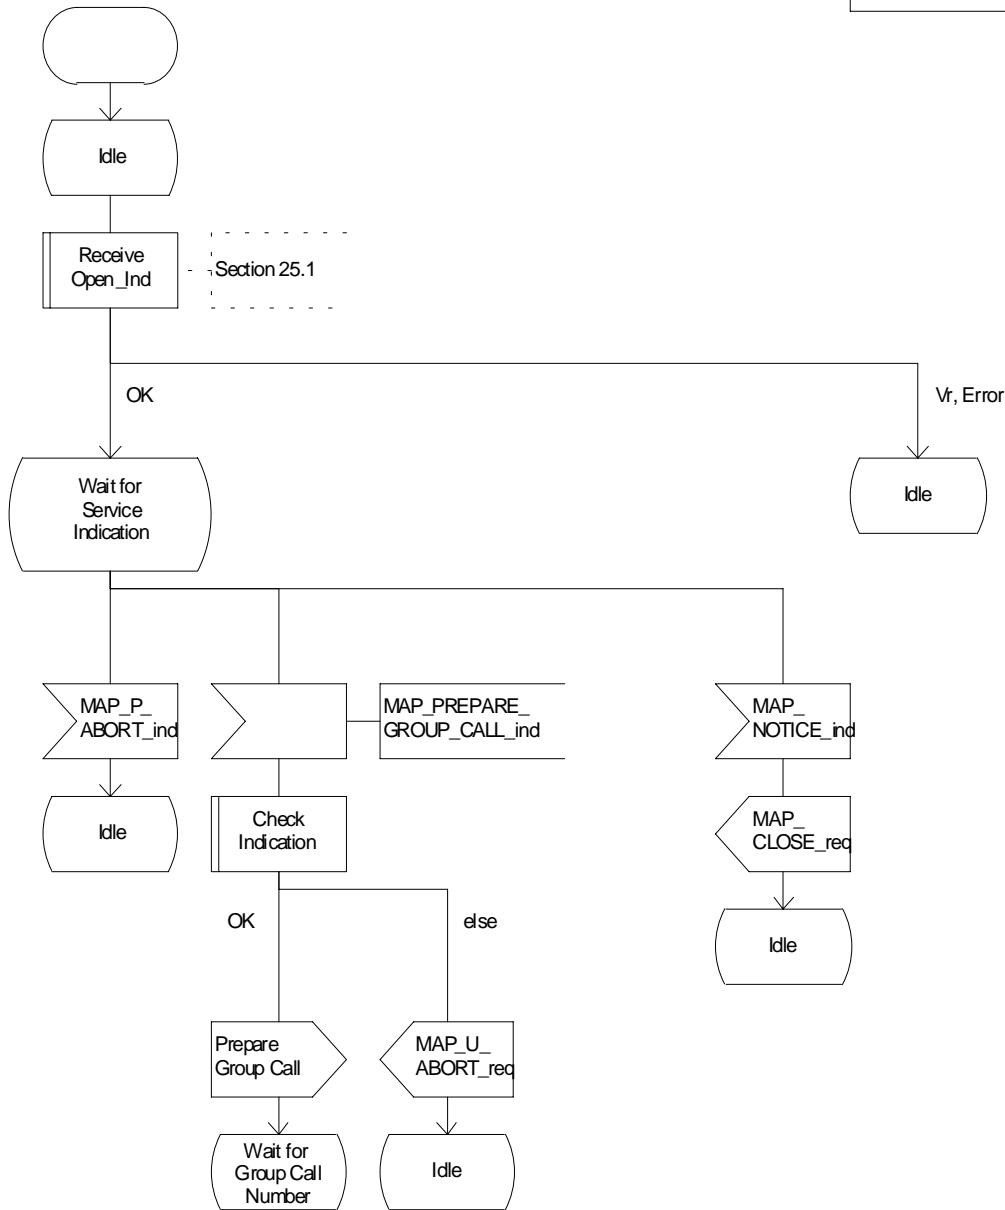 Idle
Receive
Open_Ind
Section 25.1
OK
Vr, Error
Wait for
Service
Indication
Idle
MAP_P_
ABORT_ind
MAP_PREPARE_
GROUP_CALL_ind
MAP_
NOTICE_ind
Idle
Check
Indication
MAP_
CLOSE_req
OK
else
Idle
Prepare
Group Call
MAP_U_
ABORT_req
Wait for
Group Call
Number
Idle